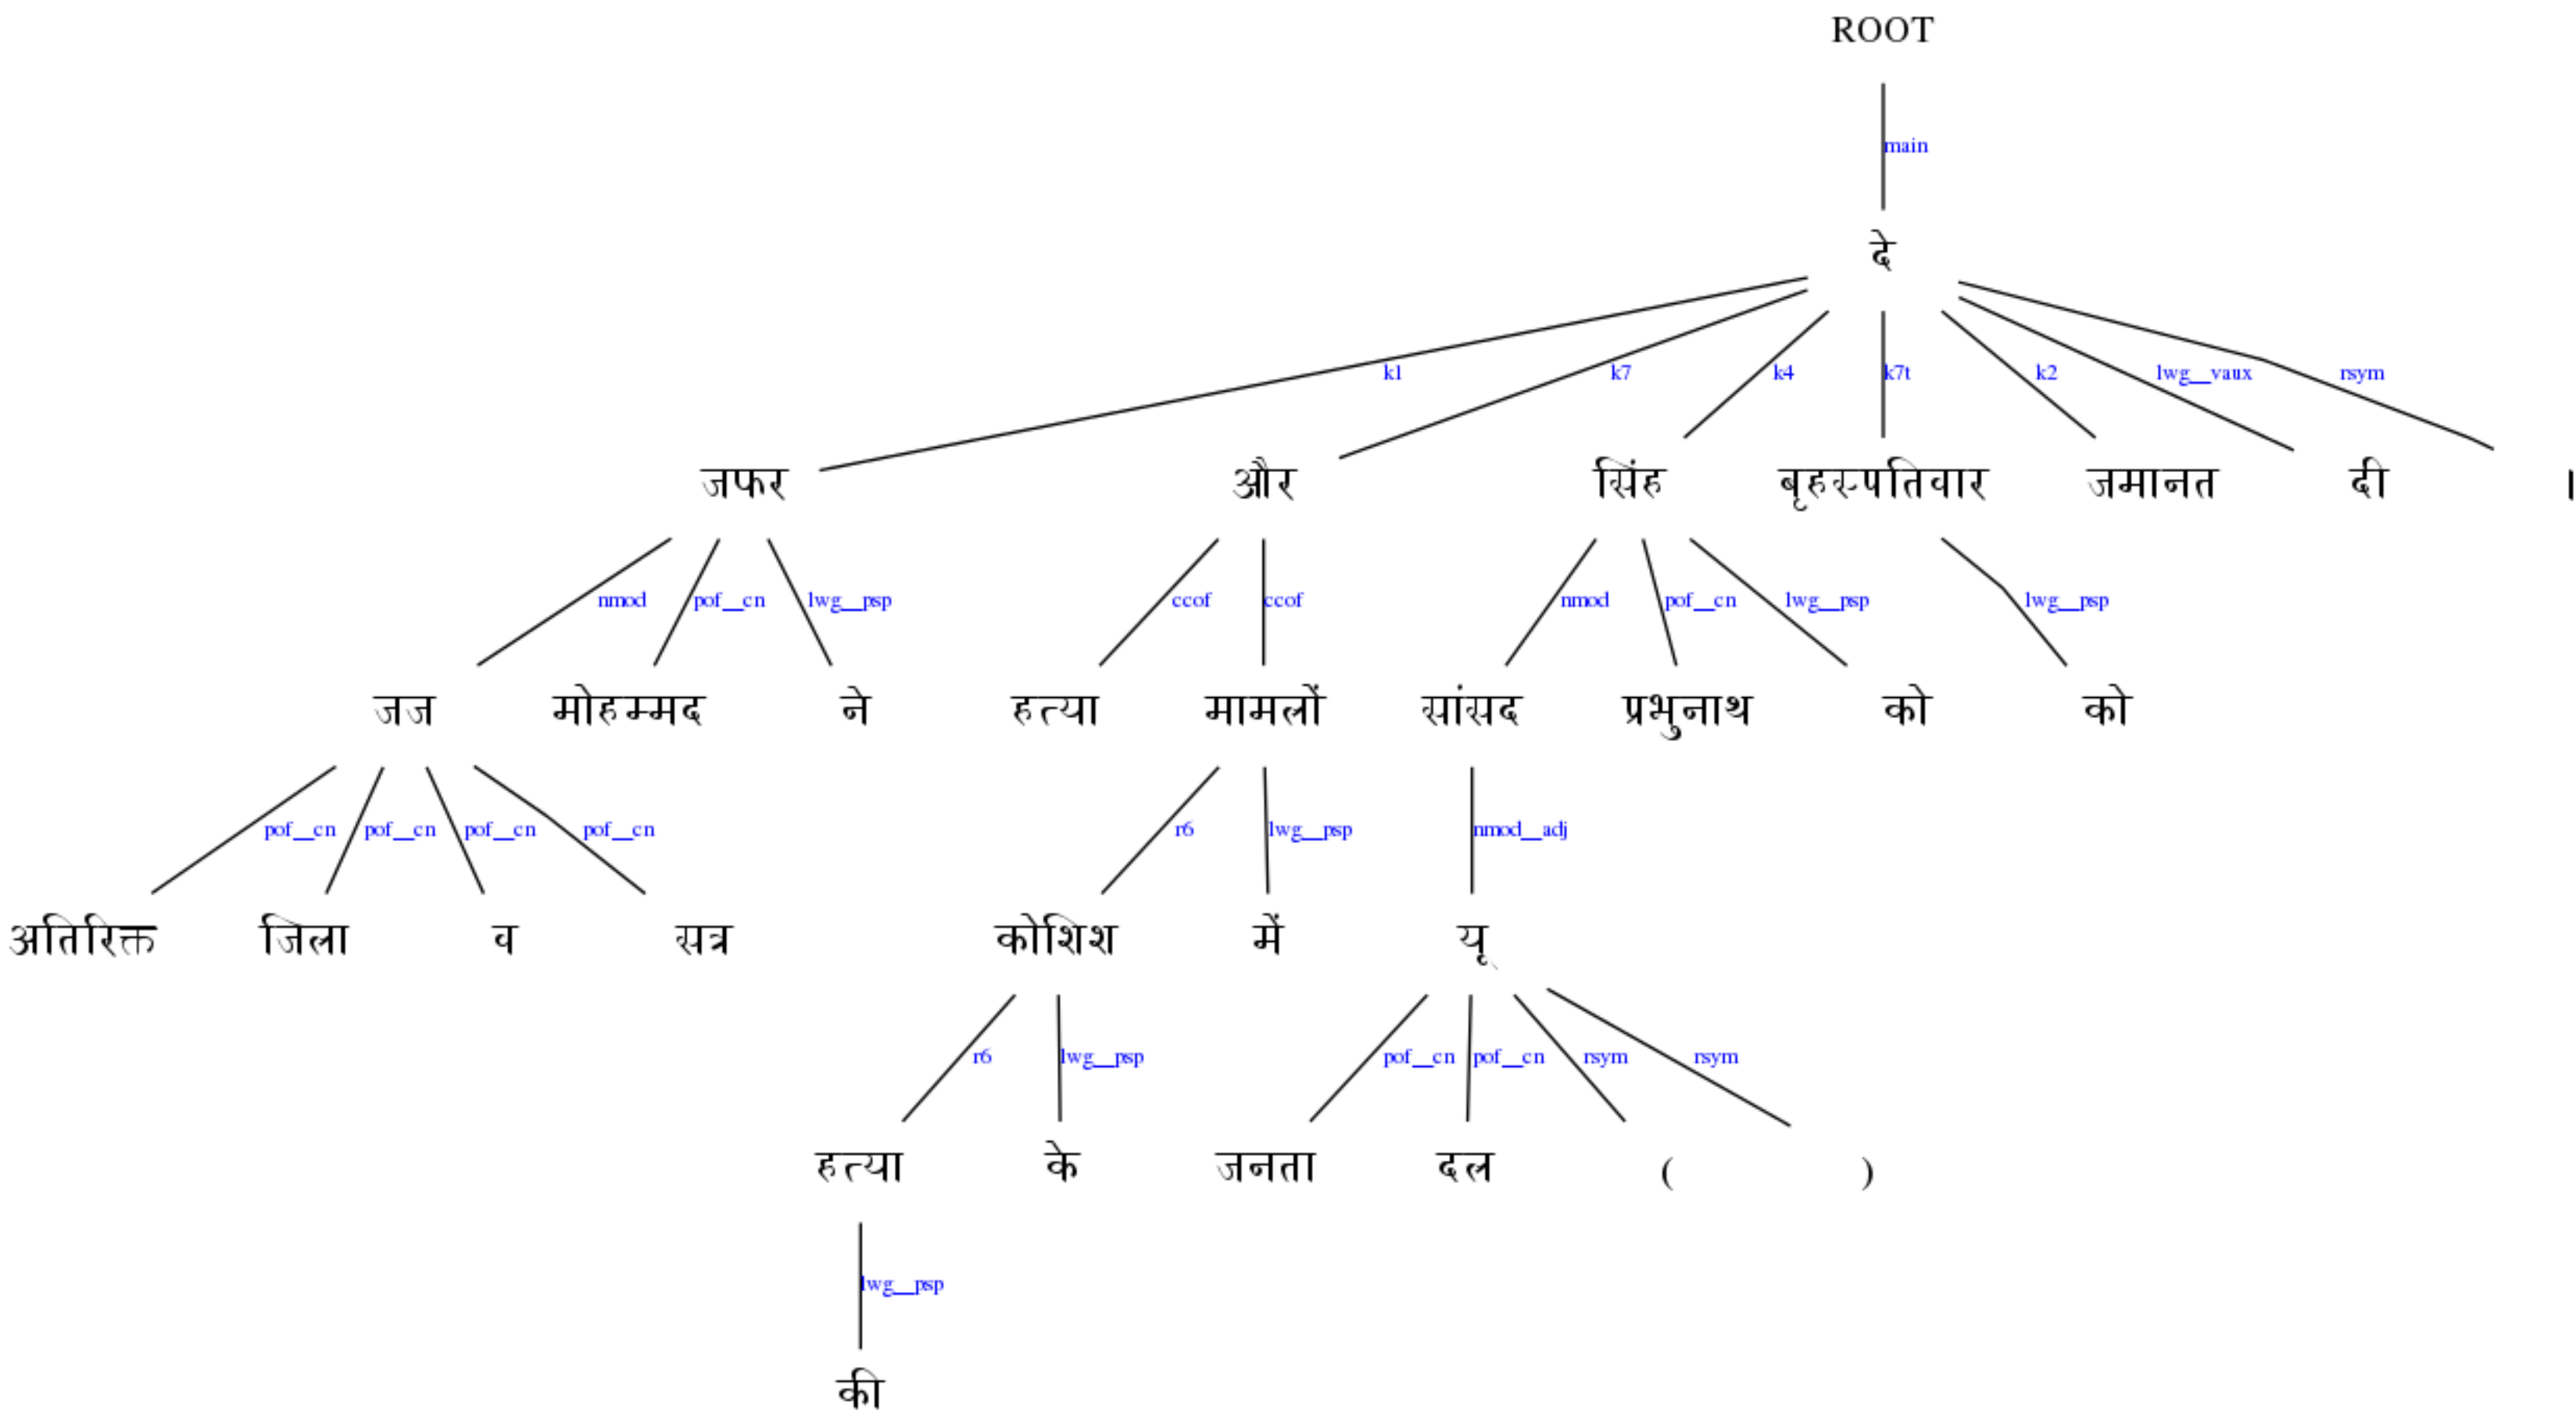 ROOT
main
दे
k1 k7 k4 k7t k2 lwg__vaux rsym
जफर और सिंह बृहस्पतिवार जमानत दी ।
nmod pof__cn lwg__psp ccof ccof nmod pof__cn lwg__psp lwg__psp
जज मोहम्मद ने हत्या मामलों सांसद प्रभुनाथ को को
pof__cn pof__cn pof__cn pof__cn r6 lwg__psp nmod__adj
अतिरिक्त जिला व सत्र कोशिश में यू
r6 lwg__psp pof__cn pof__cn rsym rsym
हत्या के जनता दल ( )
lwg__psp
की